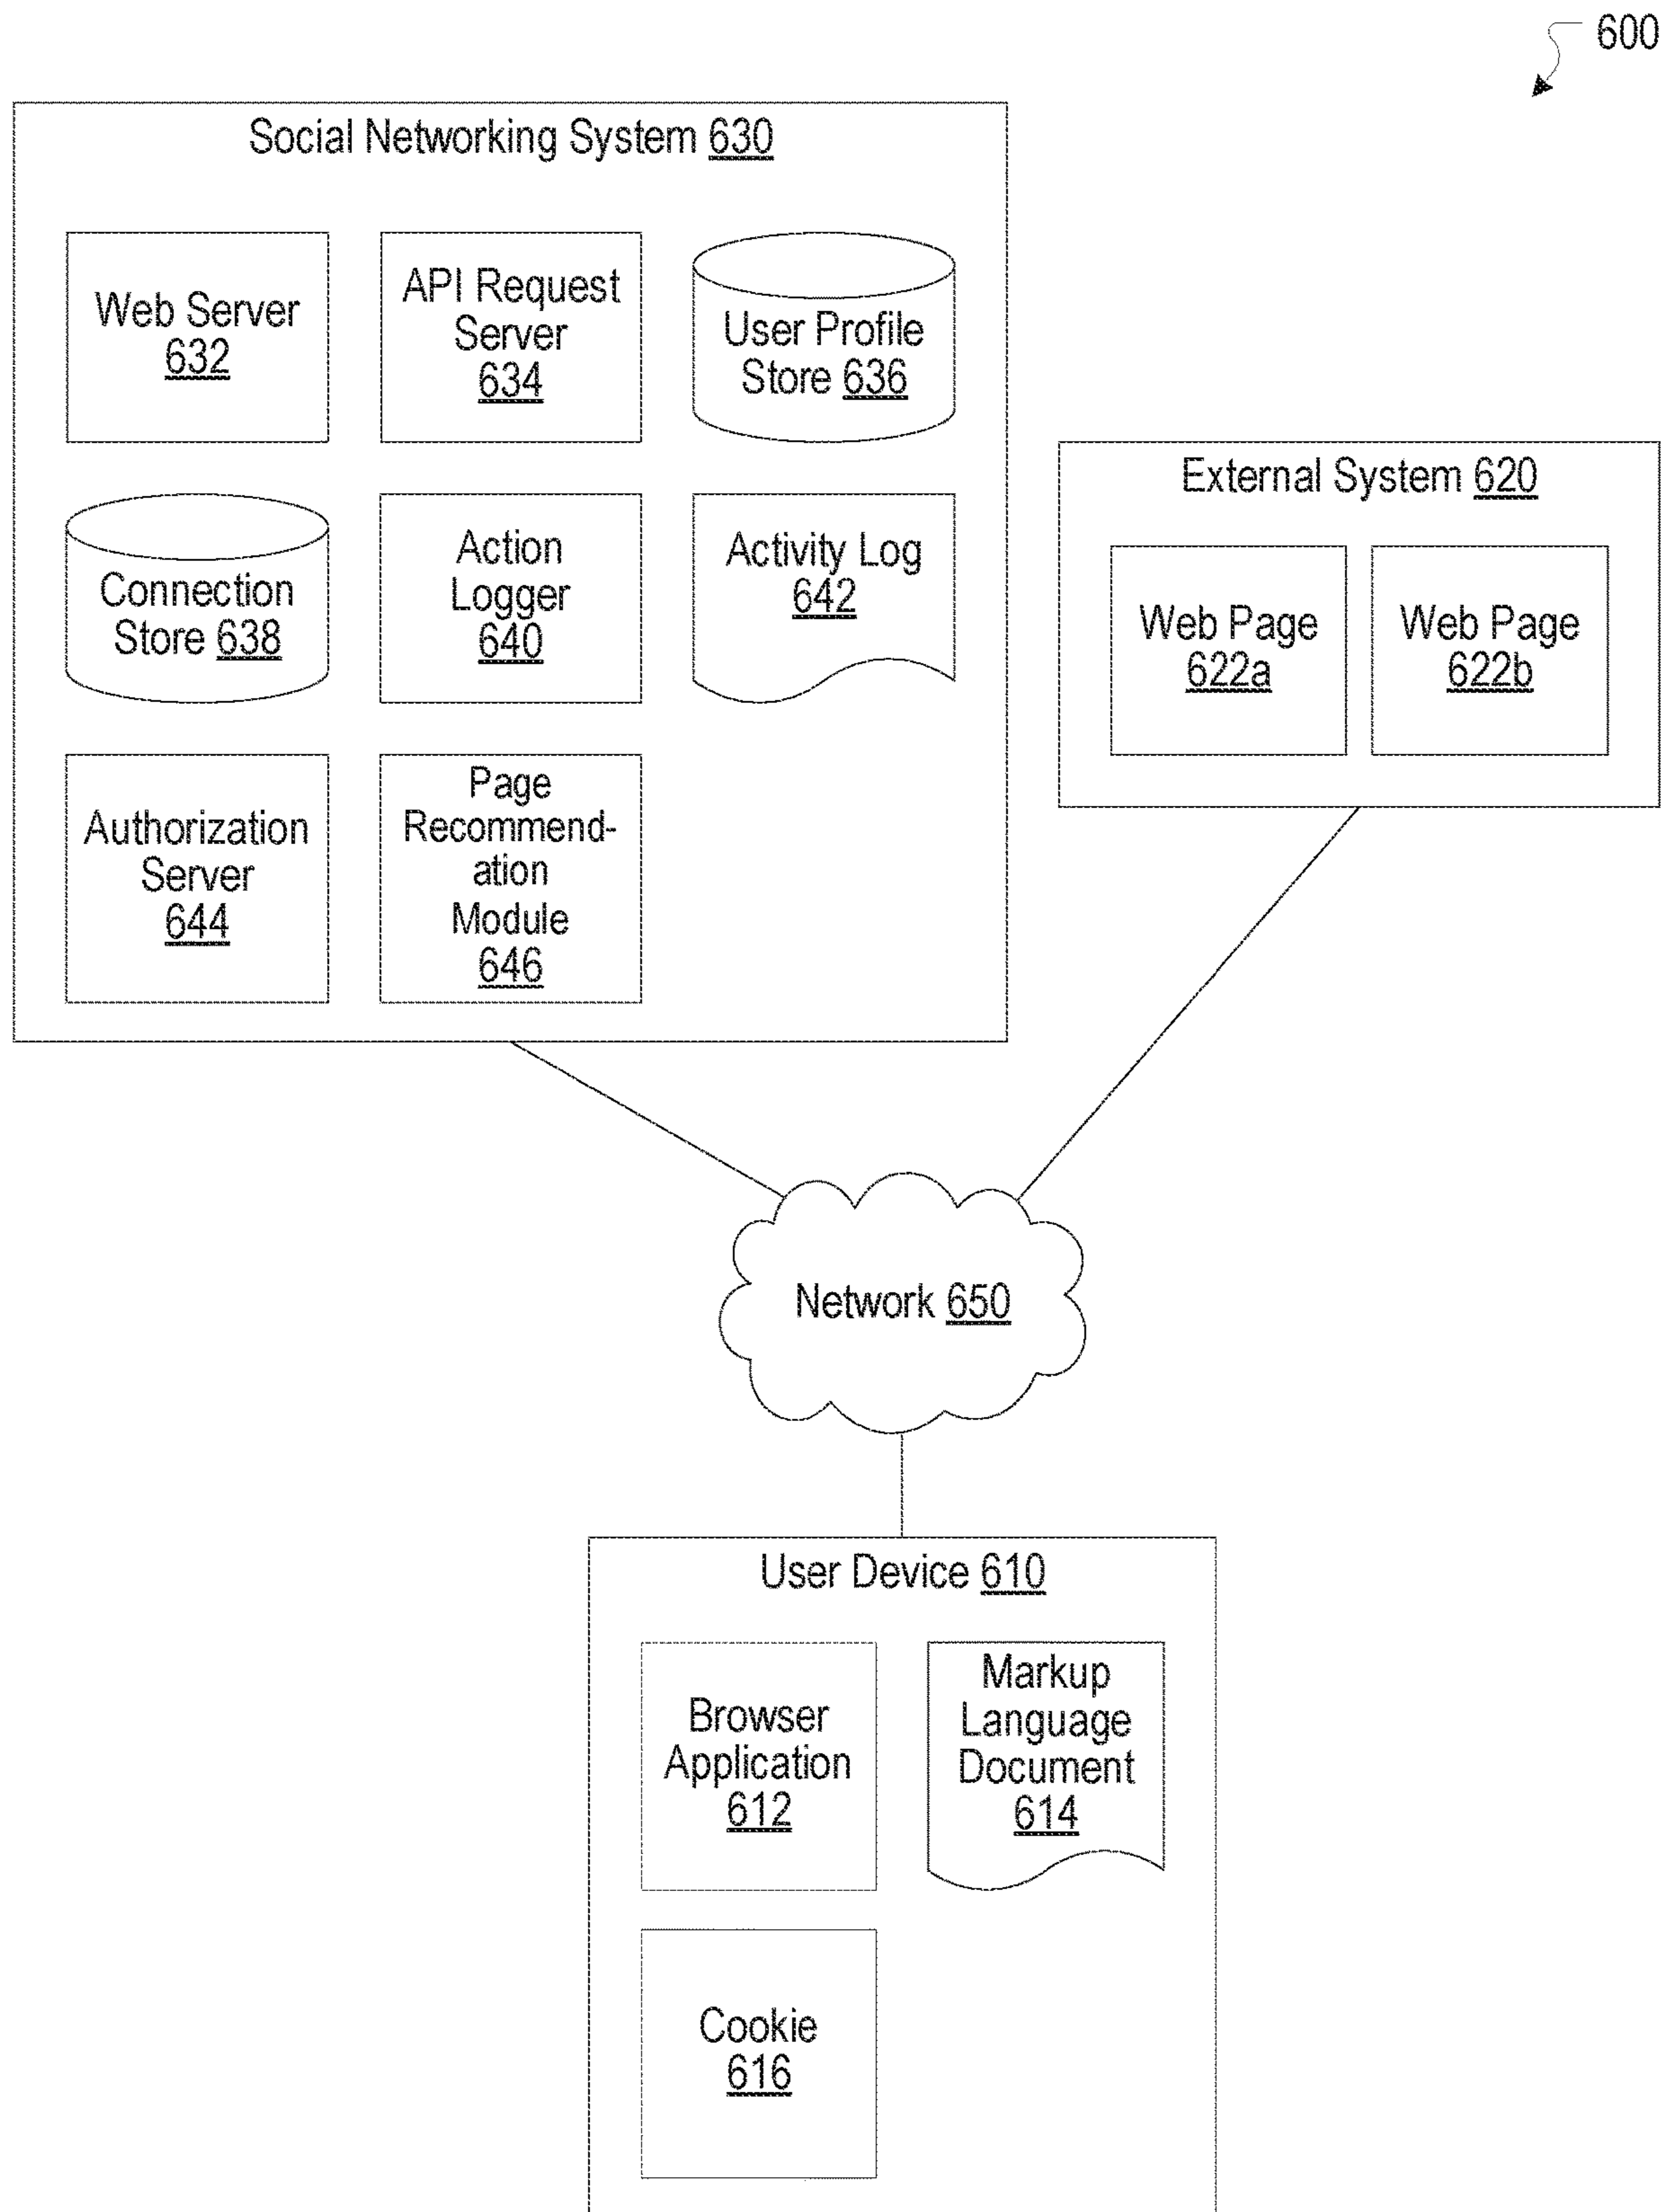 600
Social Networking System 630
Web Server
632
API Request
Server
634
User Profile
Store 636
Connection
Store 638
Action
Logger
640
Activity Log
642
Authorization
Server
644
Page
Recommend-
ation
Module
646
External System 620
Web Page
622a
Web Page
622b
Network 650
User Device 610
Browser
Application
612
Markup
Language
Document
614
Cookie
616